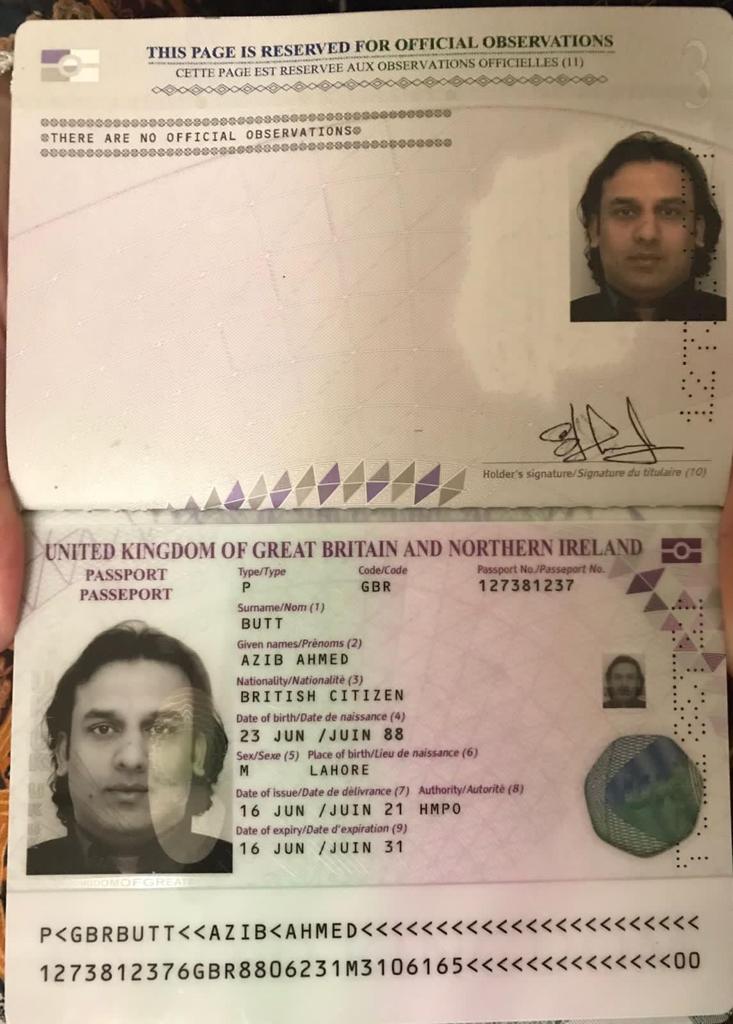 THIS PAGE IS RESERVED FOR OFFICIAL OBSERVATIONS
CETTE PAGE EST RESERVEE AUX OBSERVATIONS OFFICIELLES (11)
THERE ARE NO OFFICIAL OBSERVATIONS
Holder's signature/Signature du titulaire (10)
UNITED KINGDOM OF GREAT BRITAIN AND NORTHERN IRELAND
PASSPORT
PASSEPORT
Type/Type Code/Code Passport No./Passeport No.
P GBR 127381237
Surname/Nom (1)
BUTT
Given names/Prénoms (2)
AZIB AHMED
Nationality/Nationalité (3)
BRITISH CITIZEN
Date of birth/Date de naissance (4)
23 JUN /JUIN 88
Sex/Sexe (5) Place of birth/Lieu de naissance (6)
M LAHORE
Date of issue/Date de délivrance (7) Authority/Autorité (8)
16 JUN /JUIN 21 HMPO
Date of expiry/Date d'expiration (9)
16 JUN /JUIN 31
P<GBRBUTT<<AZIB<AHMED<<<<<<<<<<<<<<<<<<<<<<<
1273812376GBR8806231M3106165<<<<<<<<<<<<<<00